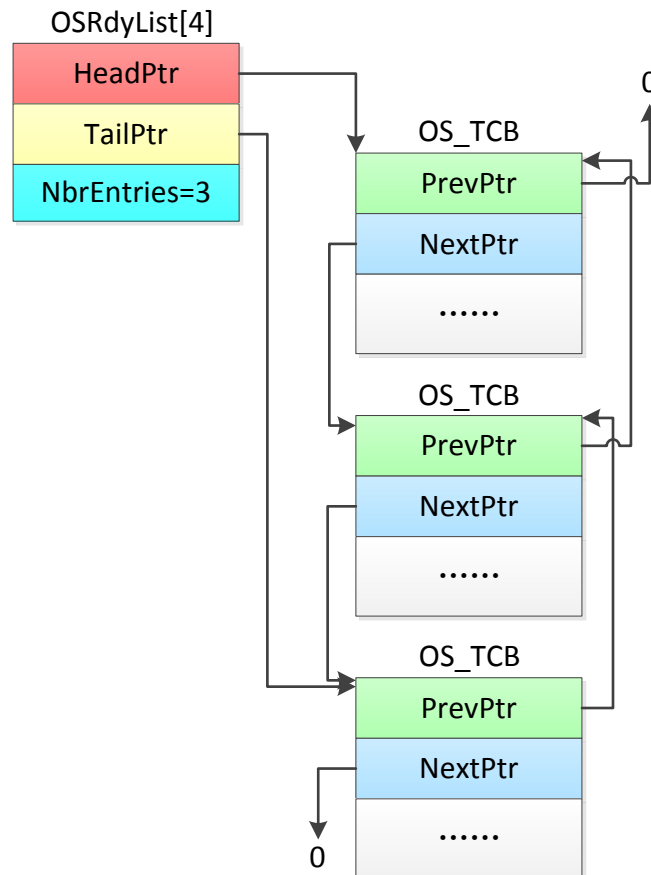 OSRdyList[4]
HeadPtr
TailPtr
NbrEntries=3
0
OS_TCB
PrevPtr
NextPtr
......
OS_TCB
PrevPtr
NextPtr
......
OS_TCB
PrevPtr
NextPtr
......
0